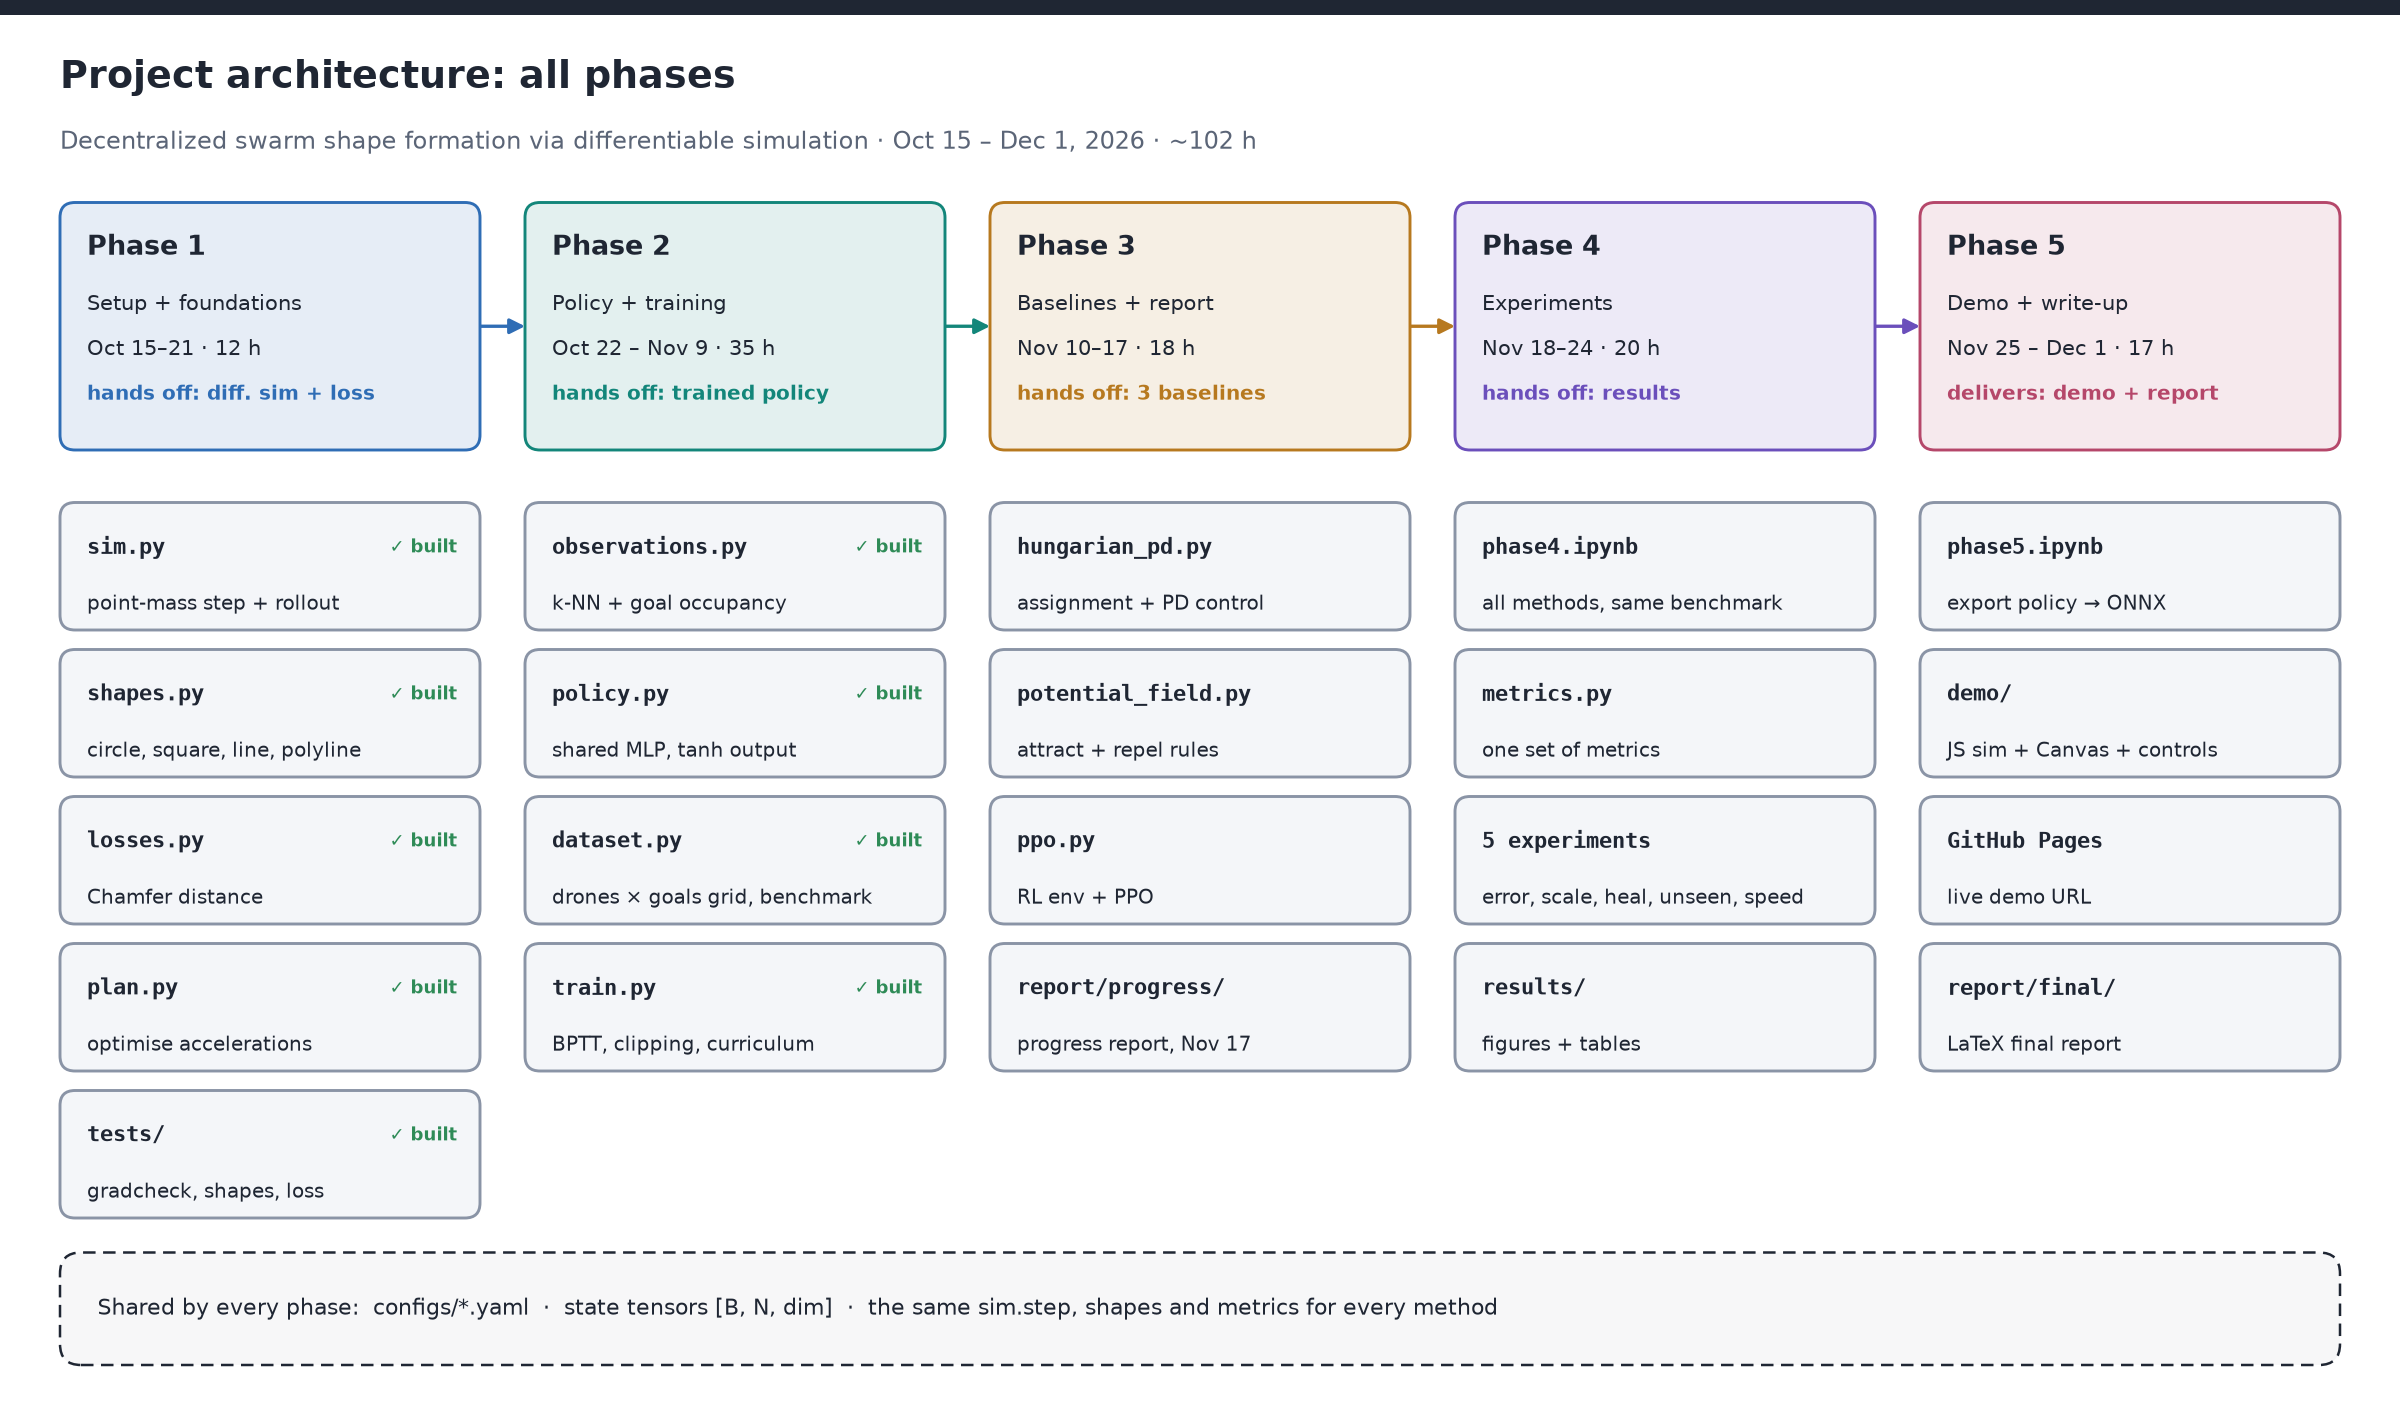 Project architecture: all phases
Decentralized swarm shape formation via differentiable simulation · Oct 15 – Dec 1, 2026 · ~102 h
Phase 1
Setup + foundations
Oct 15–21 · 12 h
hands off: diff. sim + loss
Phase 2
Policy + training
Oct 22 – Nov 9 · 35 h
hands off: trained policy
Phase 3
Baselines + report
Nov 10–17 · 18 h
hands off: 3 baselines
Phase 4
Experiments
Nov 18–24 · 20 h
hands off: results
Phase 5
Demo + write-up
Nov 25 – Dec 1 · 17 h
delivers: demo + report
sim.py ✓ built
point-mass step + rollout
shapes.py ✓ built
circle, square, line, polyline
losses.py ✓ built
Chamfer distance
plan.py ✓ built
optimise accelerations
tests/ ✓ built
gradcheck, shapes, loss
observations.py ✓ built
k-NN + goal occupancy
policy.py ✓ built
shared MLP, tanh output
dataset.py ✓ built
drones × goals grid, benchmark
train.py ✓ built
BPTT, clipping, curriculum
hungarian_pd.py
assignment + PD control
potential_field.py
attract + repel rules
ppo.py
RL env + PPO
report/progress/
progress report, Nov 17
phase4.ipynb
all methods, same benchmark
metrics.py
one set of metrics
5 experiments
error, scale, heal, unseen, speed
results/
figures + tables
phase5.ipynb
export policy → ONNX
demo/
JS sim + Canvas + controls
GitHub Pages
live demo URL
report/final/
LaTeX final report
Shared by every phase: configs/*.yaml · state tensors [B, N, dim] · the same sim.step, shapes and metrics for every method